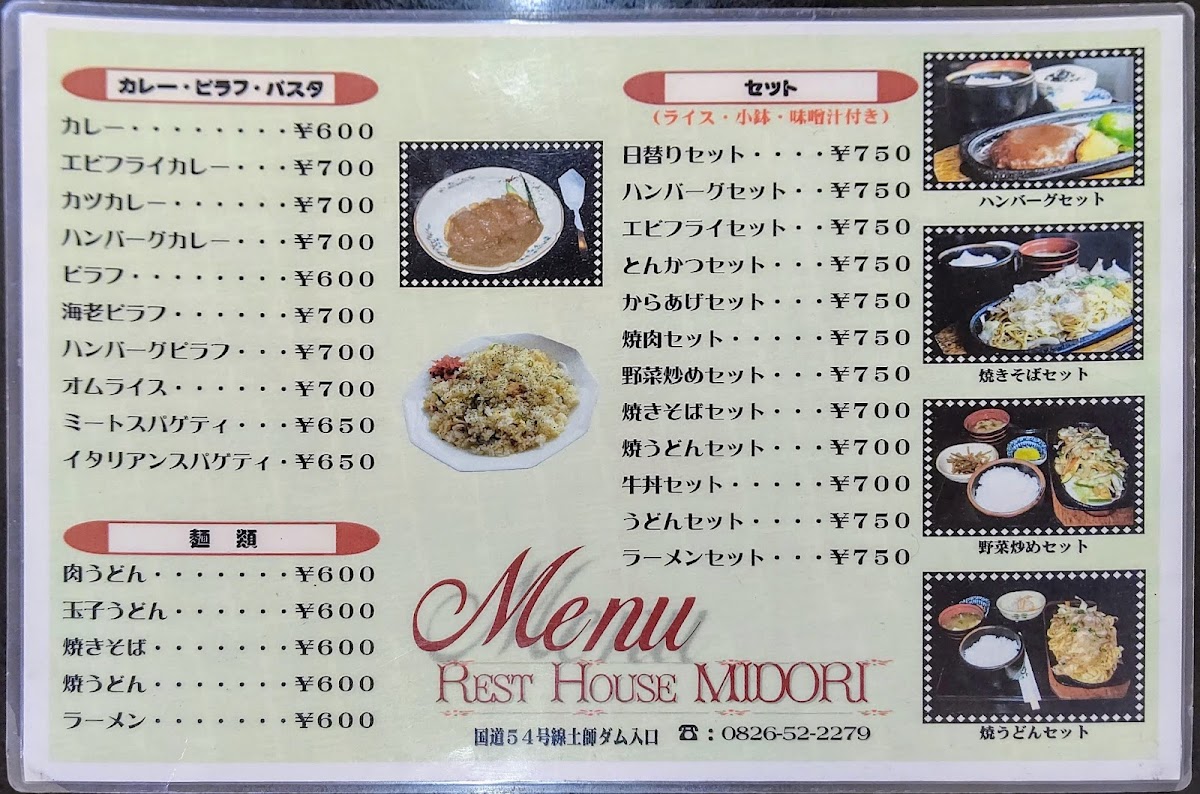 カレー・ピラフ・パスタ
カレー・・・・・・・・￥600
エビフライカレー・・・￥700
カツカレー・・・・・・￥700
ハンバーグカレー・・・￥700
ピラフ・・・・・・・・￥600
海老ピラフ・・・・・・￥700
ハンバーグピラフ・・・￥700
オムライス・・・・・・￥700
ミートスパゲティ・・・￥650
イタリアンスパゲティ・￥650
麺 類
肉うどん・・・・・・・￥600
玉子うどん・・・・・・￥600
焼きそば・・・・・・・￥600
焼うどん・・・・・・・￥600
ラーメン・・・・・・・￥600
セット
(ライス・小鉢・味噌汁付き)
日替りセット・・・・￥750
ハンバーグセット・・￥750
エビフライセット・・￥750
とんかつセット・・・￥750
からあげセット・・・￥750
焼肉セット・・・・・￥750
野菜炒めセット・・・￥750
焼きそばセット・・・￥700
焼うどんセット・・・￥700
牛丼セット・・・・・￥700
うどんセット・・・・￥750
ラーメンセット・・・￥750
ハンバーグセット
焼きそばセット
野菜炒めセット
焼うどんセット
Menu
REST HOUSE MIDORI
国道54号線土師ダム入口 ☎:0826-52-2279